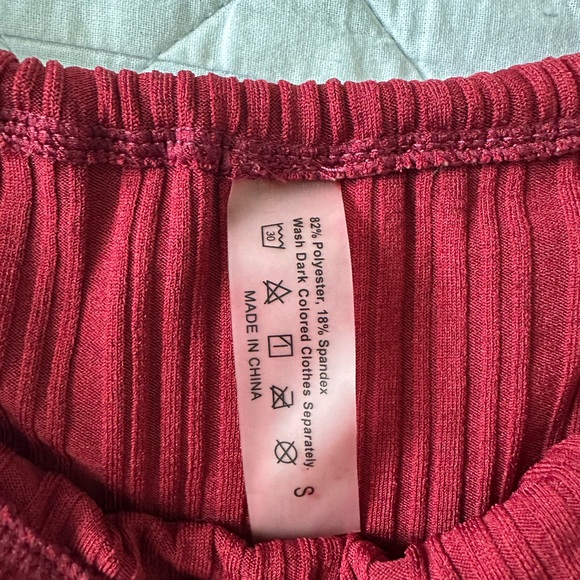 82% Polyester, 18% Spandex
Wash Dark Colored Clothes Separately.
30
S
MADE IN CHINA